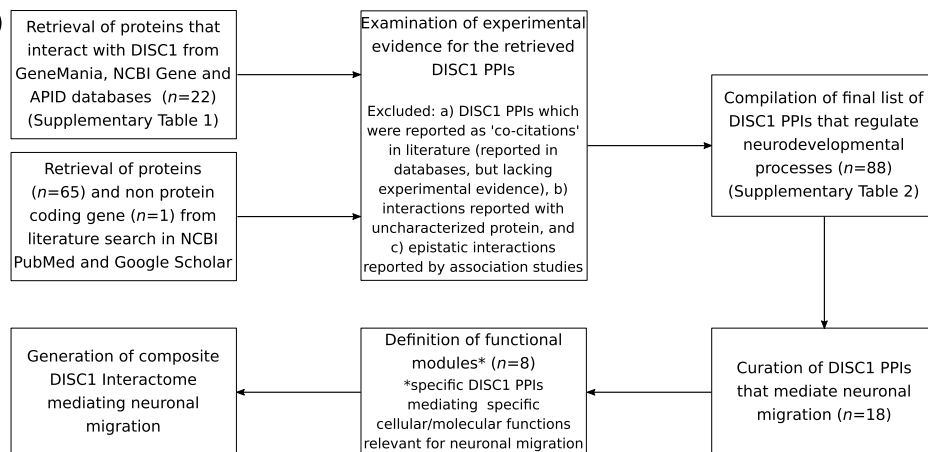 )
Retrieval of proteins that
interact with DISC1 from
GeneMania, NCBI Gene and
APID databases (n=22)
(Supplementary Table 1)
Retrieval of proteins
(n=65) and non protein
coding gene (n=1) from
literature search in NCBI
PubMed and Google Scholar
Examination of experimental
evidence for the retrieved
DISC1 PPIs
Excluded: a) DISC1 PPIs which
were reported as 'co-citations'
in literature (reported in
databases, but lacking
experimental evidence), b)
interactions reported with
uncharacterized protein, and
c) epistatic interactions
reported by association studies
Compilation of final list of
DISC1 PPIs that regulate
neurodevelopmental
processes (n=88)
(Supplementary Table 2)
Curation of DISC1 PPIs
that mediate neuronal
migration (n=18)
Definition of functional
modules* (n=8)
*specific DISC1 PPIs
mediating specific
cellular/molecular functions
relevant for neuronal migration
Generation of composite
DISC1 Interactome
mediating neuronal
migration